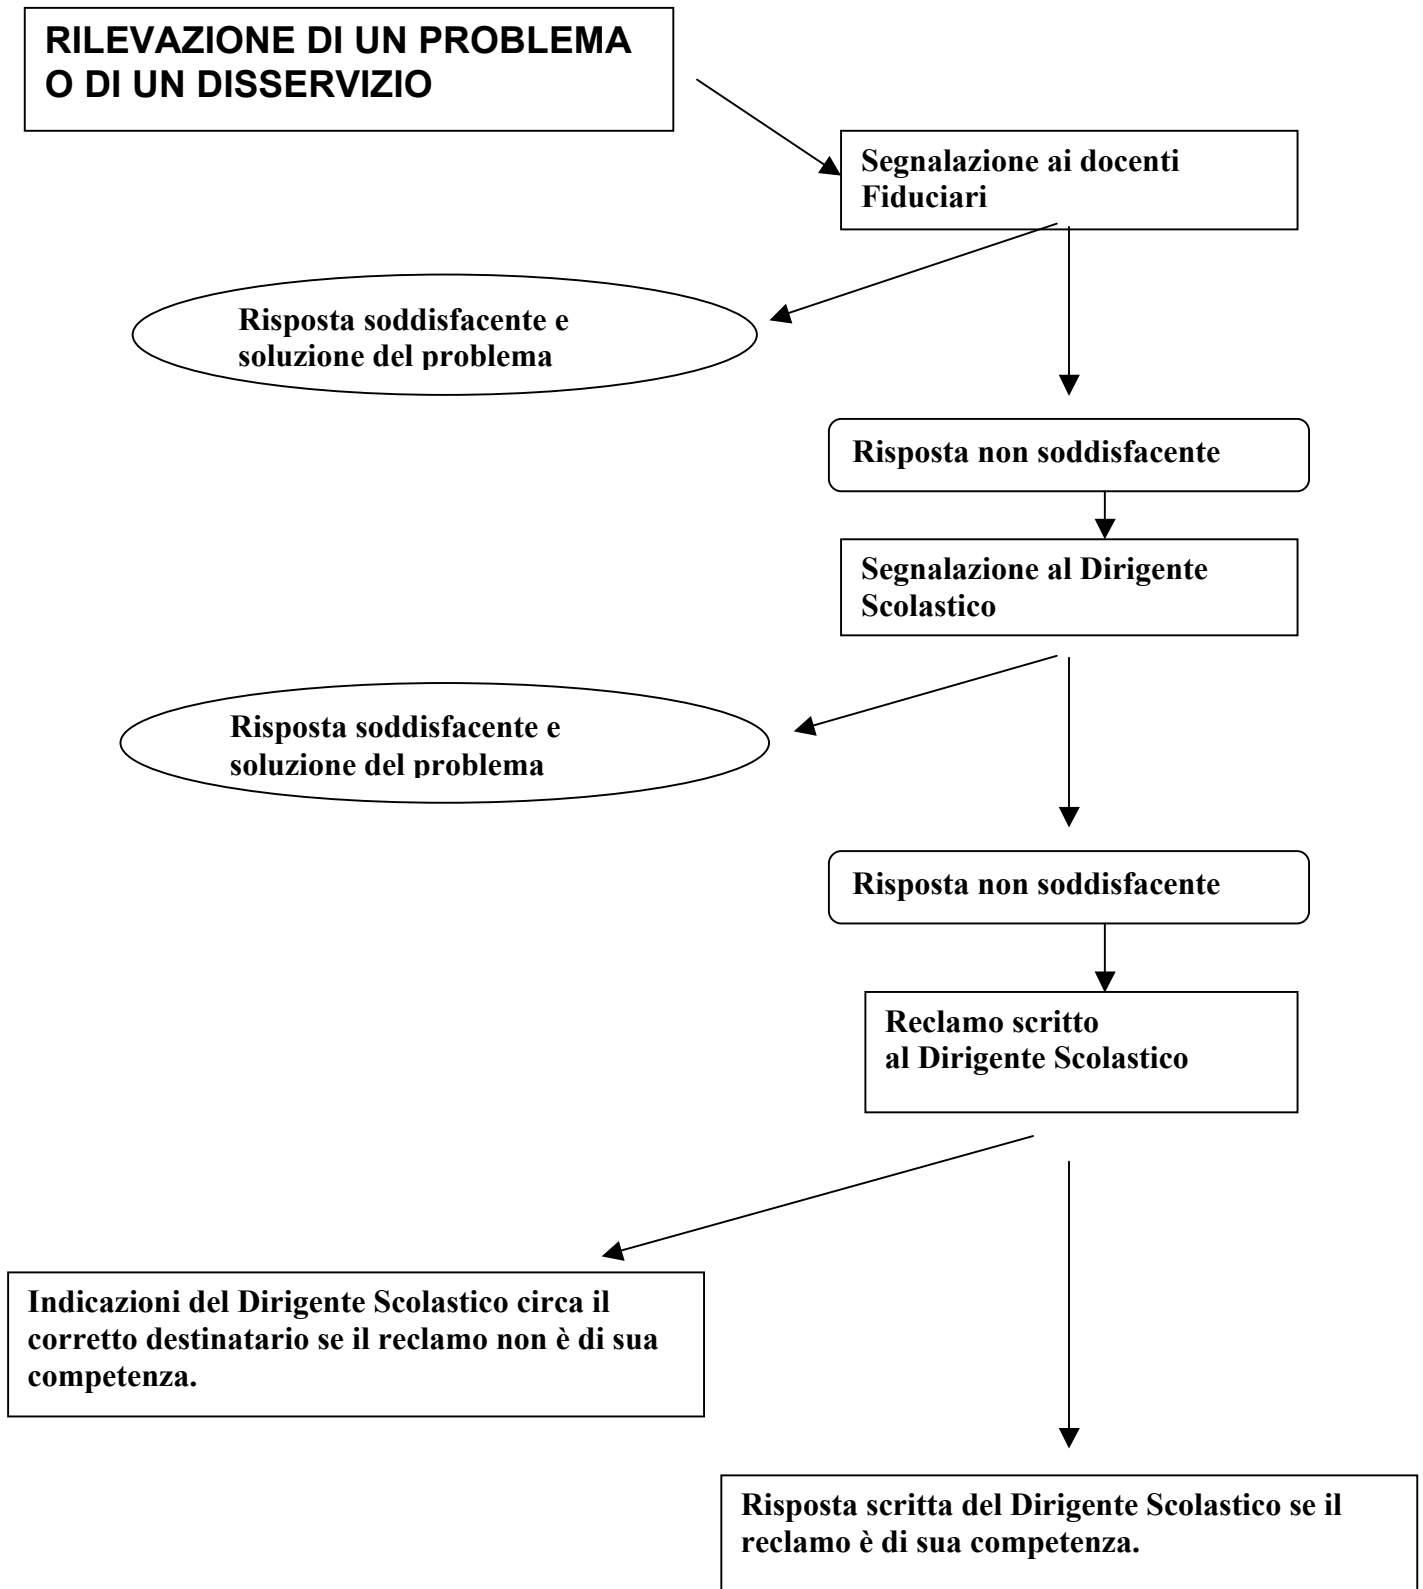 RILEVAZIONE DI UN PROBLEMA
O DI UN DISSERVIZIO
Segnalazione ai docenti
Fiduciari
Risposta soddisfacente e
soluzione del problema
Risposta non soddisfacente
Segnalazione al Dirigente
Scolastico
Risposta soddisfacente e
soluzione del problema
Risposta non soddisfacente
Reclamo scritto
al Dirigente Scolastico
Indicazioni del Dirigente Scolastico circa il
corretto destinatario se il reclamo non è di sua
competenza.
Risposta scritta del Dirigente Scolastico se il
reclamo è di sua competenza.